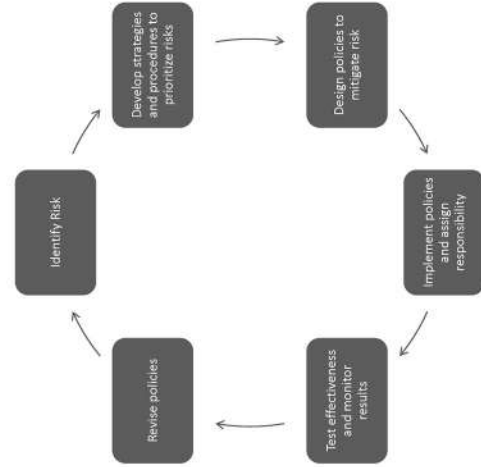 Identify Risk
Develop strategies
and procedures to
prioritize risks
Design policies to
mitigate risk
Implement policies
and assign
responsibility
Test effectiveness
and monitor
results
Revise policies